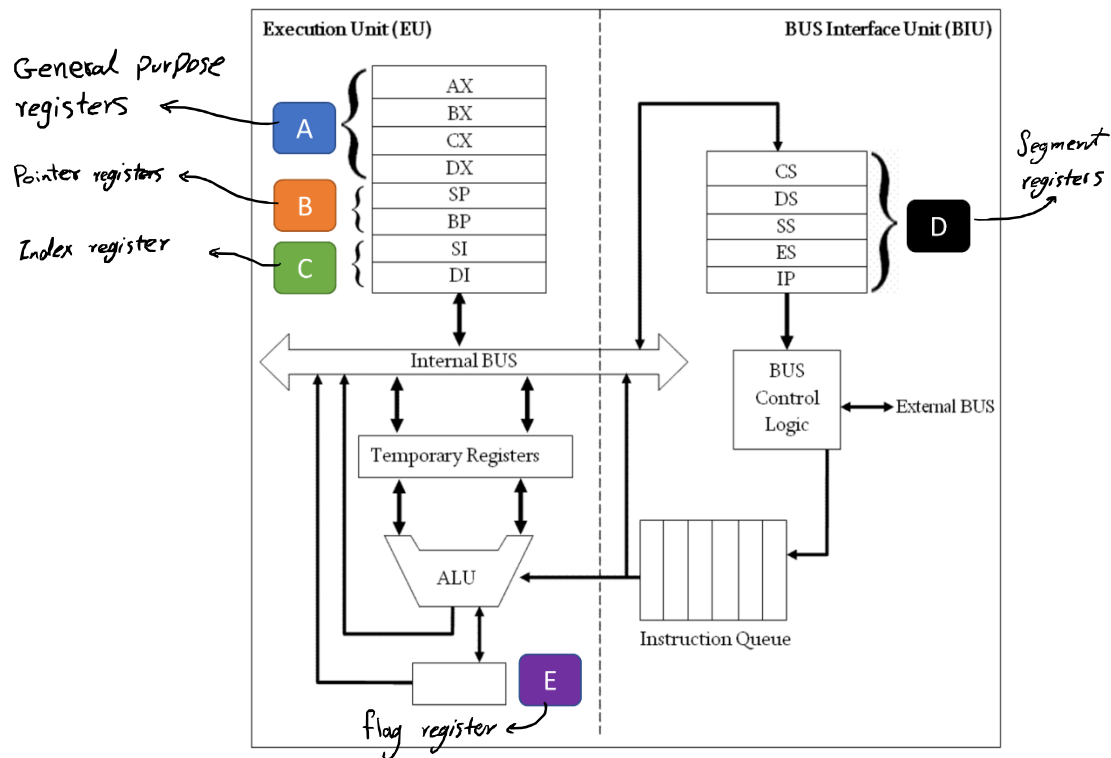 Execution Unit (EU)
BUS Interface Unit (BIU)
General purpose
registers
A
AX
BX
CX
DX
Pointer registers
B
SP
BP
Index register
C
SI
DI
CS
DS
SS
ES
IP
D
Segment
registers
Internal BUS
BUS
Control
Logic
External BUS
Temporary Registers
ALU
Instruction Queue
E
flag register